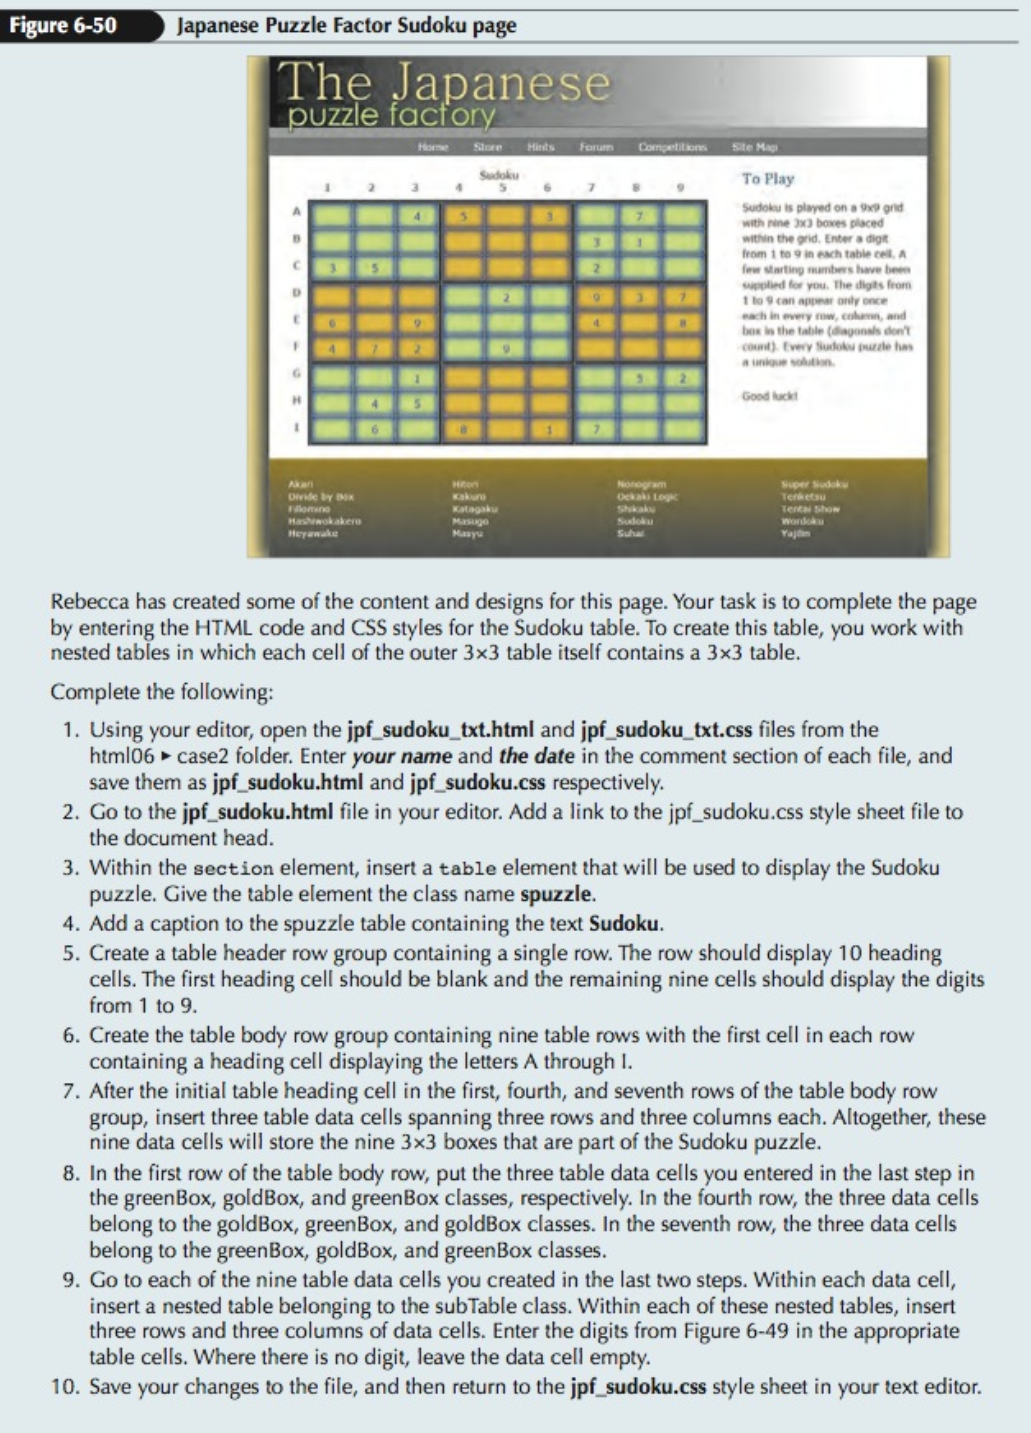 Figure 6-50 Japanese Puzzle Factor Sudoku page
The Japanese
puzzle factory
Home Store Hints Forum Competitions Site Map
Sudoku
1 2 3 4 5 6 7 8 9
To Play
A 4 5 3 7
B 3 1
C 3 5 2
D 2 9 3 7
E 6 9 4 8
F 4 7 2 9
G 1 5 2
H 4 5
I 6 8 1 7
Sudoku is played on a 9x9 grid
with nine 3x3 boxes placed
within the grid. Enter a digit
from 1 to 9 in each table cell. A
few starting numbers have been
supplied for you. The digits from
1 to 9 can appear only once
each in every row, column, and
box in the table (diagonals don't
count). Every Sudoku puzzle has
a unique solution.
Good luck!
Akari Hitori Nonogram Super Sudoku
Divide by Box Kakuro Oekaki Logic Tenketsu
Fillomino Katagaku Shikaku Tentai Show
Hashiwokakero Masugo Sudoku Wordoku
Heyawake Masyu Suhai Yajilin
Rebecca has created some of the content and designs for this page. Your task is to complete the page
by entering the HTML code and CSS styles for the Sudoku table. To create this table, you work with
nested tables in which each cell of the outer 3×3 table itself contains a 3×3 table.
Complete the following:
1. Using your editor, open the jpf_sudoku_txt.html and jpf_sudoku_txt.css files from the
html06 ▸ case2 folder. Enter your name and the date in the comment section of each file, and
save them as jpf_sudoku.html and jpf_sudoku.css respectively.
2. Go to the jpf_sudoku.html file in your editor. Add a link to the jpf_sudoku.css style sheet file to
the document head.
3. Within the section element, insert a table element that will be used to display the Sudoku
puzzle. Give the table element the class name spuzzle.
4. Add a caption to the spuzzle table containing the text Sudoku.
5. Create a table header row group containing a single row. The row should display 10 heading
cells. The first heading cell should be blank and the remaining nine cells should display the digits
from 1 to 9.
6. Create the table body row group containing nine table rows with the first cell in each row
containing a heading cell displaying the letters A through I.
7. After the initial table heading cell in the first, fourth, and seventh rows of the table body row
group, insert three table data cells spanning three rows and three columns each. Altogether, these
nine data cells will store the nine 3×3 boxes that are part of the Sudoku puzzle.
8. In the first row of the table body row, put the three table data cells you entered in the last step in
the greenBox, goldBox, and greenBox classes, respectively. In the fourth row, the three data cells
belong to the goldBox, greenBox, and goldBox classes. In the seventh row, the three data cells
belong to the greenBox, goldBox, and greenBox classes.
9. Go to each of the nine table data cells you created in the last two steps. Within each data cell,
insert a nested table belonging to the subTable class. Within each of these nested tables, insert
three rows and three columns of data cells. Enter the digits from Figure 6-49 in the appropriate
table cells. Where there is no digit, leave the data cell empty.
10. Save your changes to the file, and then return to the jpf_sudoku.css style sheet in your text editor.